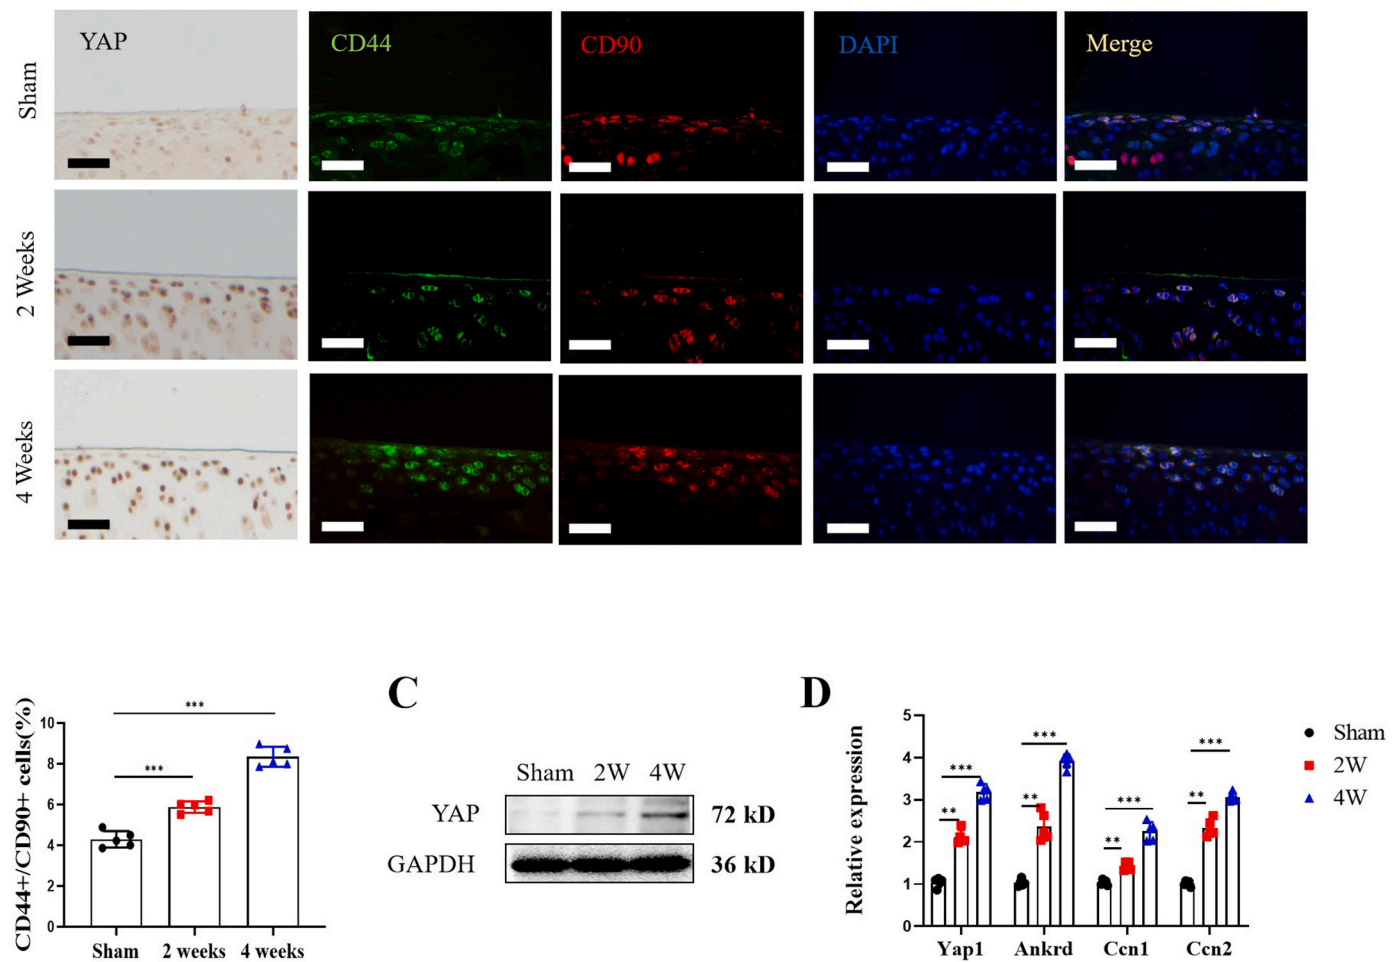 YAP CD44 CD90 DAPI Merge
Sham
2 Weeks
4 Weeks
CD44+/CD90+ cells(%)
10
8
6
4
2
0
***
***
Sham 2 weeks 4 weeks
C
Sham 2W 4W
YAP 72 kD
GAPDH 36 kD
D
Relative expression
5
4
3
2
1
0
** *** ** *** ** *** ** ***
Yap1 Ankrd Ccn1 Ccn2
Sham
2W
4W